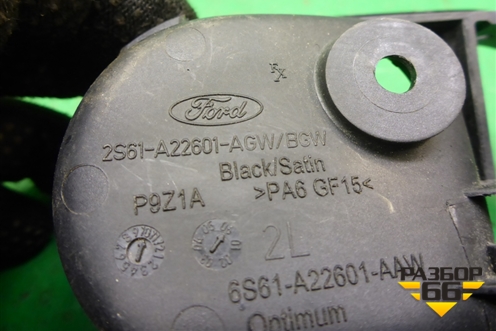 FX
Ford
2S61-A22601-AGW/BGW
Black/Satin
P9Z1A >PA6 GF15<
2L
6S61-A22601-AAW
Optimum
РАЗБОР
66